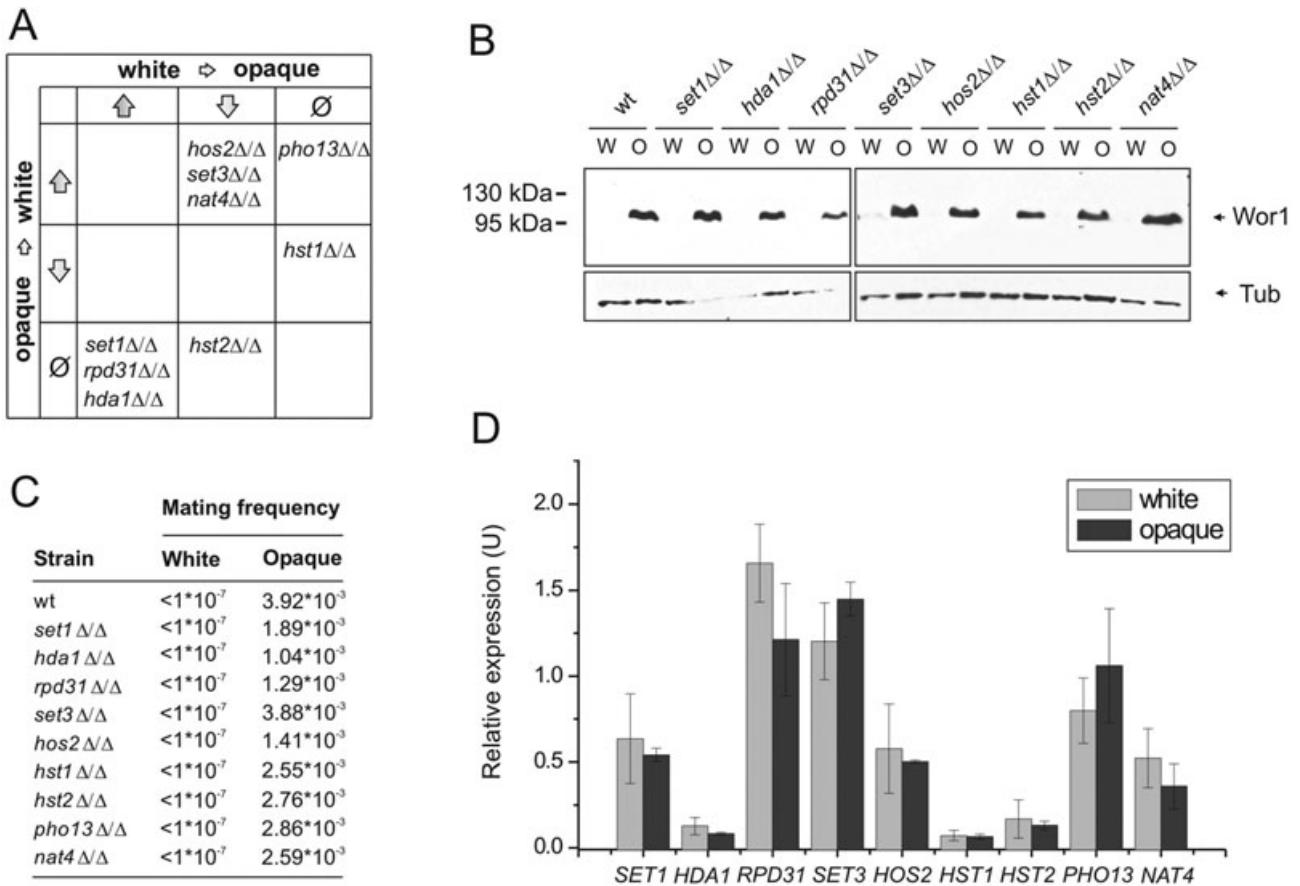 A
white ⇨ opaque
Ø
opaque ⇨ white
hos2Δ/Δ pho13Δ/Δ
set3Δ/Δ
nat4Δ/Δ
hst1Δ/Δ
Ø
set1Δ/Δ hst2Δ/Δ
rpd31Δ/Δ
hda1Δ/Δ
B
wt set1Δ/Δ hda1Δ/Δ rpd31Δ/Δ set3Δ/Δ hos2Δ/Δ hst1Δ/Δ hst2Δ/Δ nat4Δ/Δ
W O W O W O W O W O W O W O W O W O
130 kDa-
95 kDa-
Wor1
Tub
C
Mating frequency
Strain White Opaque
wt <1*10⁻⁷ 3.92*10⁻³
set1Δ/Δ <1*10⁻⁷ 1.89*10⁻³
hda1Δ/Δ <1*10⁻⁷ 1.04*10⁻³
rpd31Δ/Δ <1*10⁻⁷ 1.29*10⁻³
set3Δ/Δ <1*10⁻⁷ 3.88*10⁻³
hos2Δ/Δ <1*10⁻⁷ 1.41*10⁻³
hst1Δ/Δ <1*10⁻⁷ 2.55*10⁻³
hst2Δ/Δ <1*10⁻⁷ 2.76*10⁻³
pho13Δ/Δ <1*10⁻⁷ 2.86*10⁻³
nat4Δ/Δ <1*10⁻⁷ 2.59*10⁻³
D
Relative expression (U)
2.0
1.5
1.0
0.5
0.0
white
opaque
SET1 HDA1 RPD31 SET3 HOS2 HST1 HST2 PHO13 NAT4